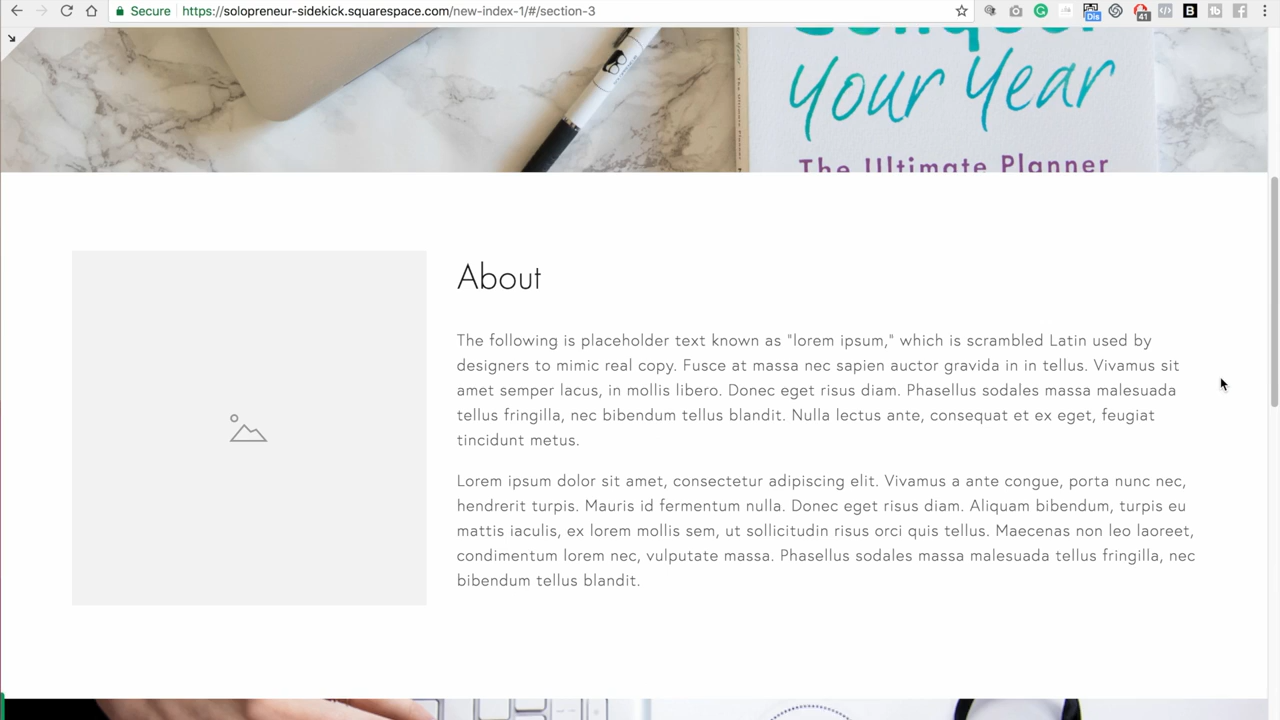 Secure https://solopreneur-sidekick.squarespace.com/new-index-1/#/section-3
Dis
41
B
Conquer
Your Year
The Ultimate Planner
About
The following is placeholder text known as "lorem ipsum," which is scrambled Latin used by
designers to mimic real copy. Fusce at massa nec sapien auctor gravida in in tellus. Vivamus sit
amet semper lacus, in mollis libero. Donec eget risus diam. Phasellus sodales massa malesuada
tellus fringilla, nec bibendum tellus blandit. Nulla lectus ante, consequat et ex eget, feugiat
tincidunt metus.
Lorem ipsum dolor sit amet, consectetur adipiscing elit. Vivamus a ante congue, porta nunc nec,
hendrerit turpis. Mauris id fermentum nulla. Donec eget risus diam. Aliquam bibendum, turpis eu
mattis iaculis, ex lorem mollis sem, ut sollicitudin risus orci quis tellus. Maecenas non leo laoreet,
condimentum lorem nec, vulputate massa. Phasellus sodales massa malesuada tellus fringilla, nec
bibendum tellus blandit.